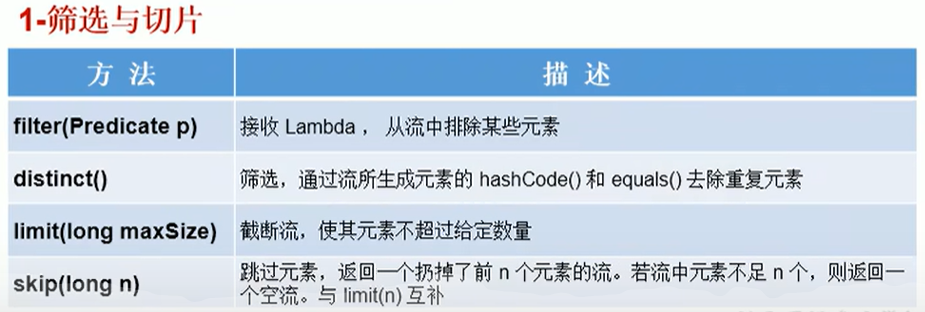 1-筛选与切片
方 法 描 述
filter(Predicate p) 接收 Lambda ， 从流中排除某些元素
distinct() 筛选，通过流所生成元素的 hashCode() 和 equals() 去除重复元素
limit(long maxSize) 截断流，使其元素不超过给定数量
skip(long n) 跳过元素，返回一个扔掉了前 n 个元素的流。若流中元素不足 n 个，则返回一
个空流。与 limit(n) 互补